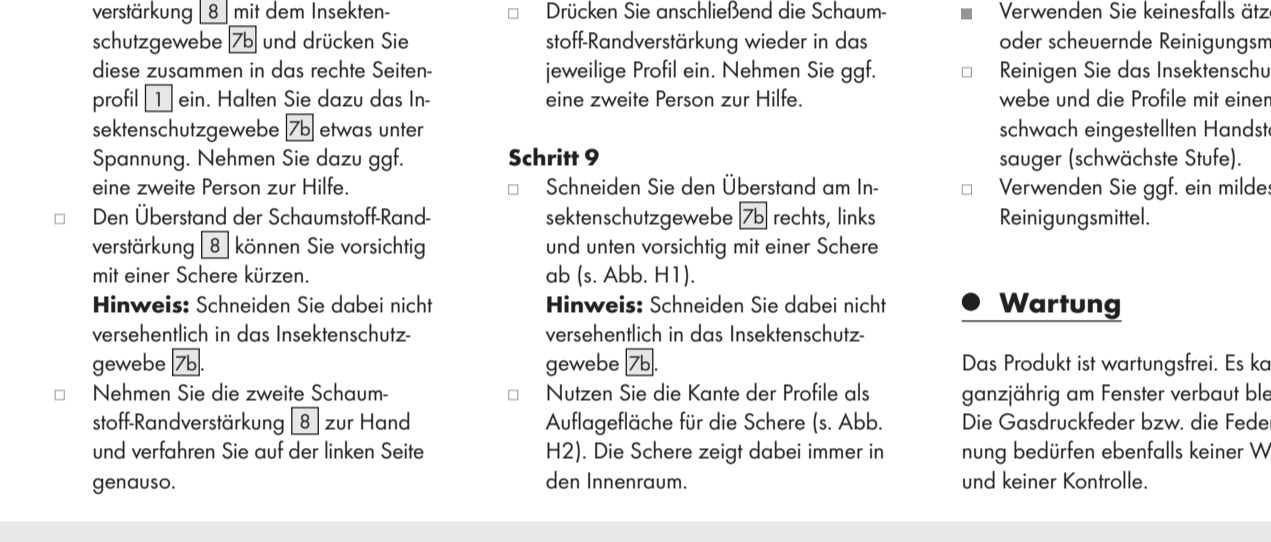 verstärkung 8 mit dem Insekten-
schutzgewebe 7b und drücken Sie
diese zusammen in das rechte Seiten-
profil 1 ein. Halten Sie dazu das In-
sektenschutzgewebe 7b etwas unter
Spannung. Nehmen Sie dazu ggf.
eine zweite Person zur Hilfe.
□ Den Überstand der Schaumstoff-Rand-
verstärkung 8 können Sie vorsichtig
mit einer Schere kürzen.
Hinweis: Schneiden Sie dabei nicht
versehentlich in das Insektenschutz-
gewebe 7b.
□ Nehmen Sie die zweite Schaum-
stoff-Randverstärkung 8 zur Hand
und verfahren Sie auf der linken Seite
genauso.
□ Drücken Sie anschließend die Schaum-
stoff-Randverstärkung wieder in das
jeweilige Profil ein. Nehmen Sie ggf.
eine zweite Person zur Hilfe.
Schritt 9
□ Schneiden Sie den Überstand am In-
sektenschutzgewebe 7b rechts, links
und unten vorsichtig mit einer Schere
ab (s. Abb. H1).
Hinweis: Schneiden Sie dabei nicht
versehentlich in das Insektenschutz-
gewebe 7b.
□ Nutzen Sie die Kante der Profile als
Auflagefläche für die Schere (s. Abb.
H2). Die Schere zeigt dabei immer in
den Innenraum.
■ Verwenden Sie keinesfalls ätz
oder scheuernde Reinigungsm
□ Reinigen Sie das Insektenschu
webe und die Profile mit einem
schwach eingestellten Handst
sauger (schwächste Stufe).
□ Verwenden Sie ggf. ein mildes
Reinigungsmittel.
● Wartung
Das Produkt ist wartungsfrei. Es ka
ganzjährig am Fenster verbaut ble
Die Gasdruckfeder bzw. die Feder
nung bedürfen ebenfalls keiner W
und keiner Kontrolle.